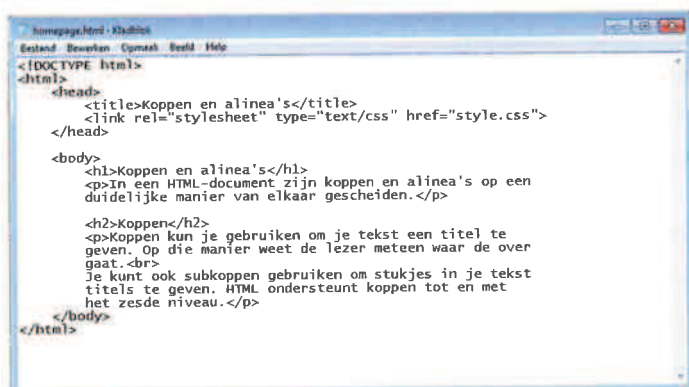 homepage.html - Kladblok
Bestand Bewerken Opmaak Beeld Help
<!DOCTYPE html>
<html>
    <head>
        <title>Koppen en alinea's</title>
        <link rel="stylesheet" type="text/css" href="style.css">
    </head>

    <body>
        <h1>Koppen en alinea's</h1>
        <p>In een HTML-document zijn koppen en alinea's op een
        duidelijke manier van elkaar gescheiden.</p>

        <h2>Koppen</h2>
        <p>Koppen kun je gebruiken om je tekst een titel te
        geven. Op die manier weet de lezer meteen waar de over
        gaat.<br>
        Je kunt ook subkoppen gebruiken om stukjes in je tekst
        titels te geven. HTML ondersteunt koppen tot en met
        het zesde niveau.</p>
    </body>
</html>